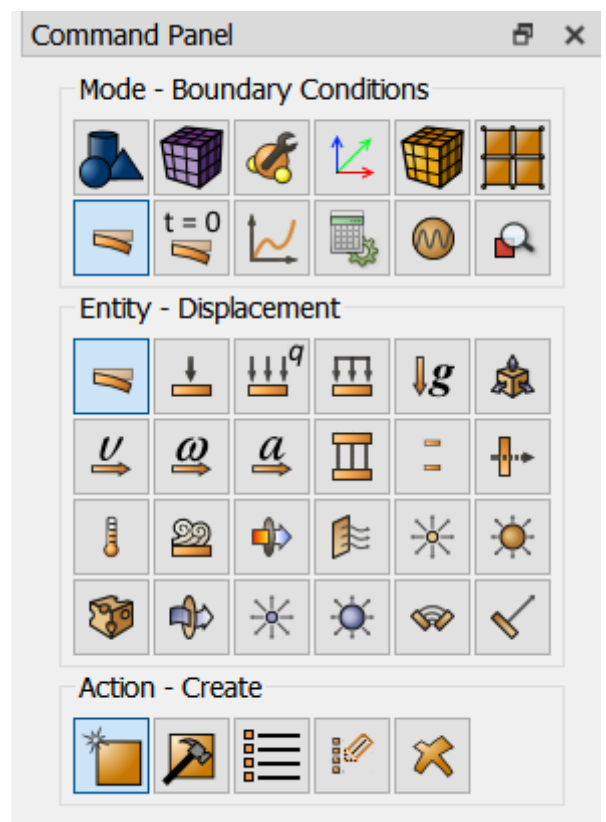 Command Panel
Mode - Boundary Conditions
t = 0
Entity - Displacement
q
g
υ ω a
Action - Create